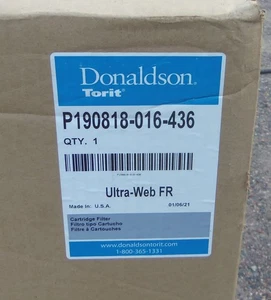 Donaldson.
Torit®
P190818-016-436
QTY. 1
Ultra-Web FR
Made in U.S.A. 01/06/21
Cartridge Filter
Filtro tipo Cartucho
Filtre à Cartouches
www.donaldsontorit.com
1-800-365-1331